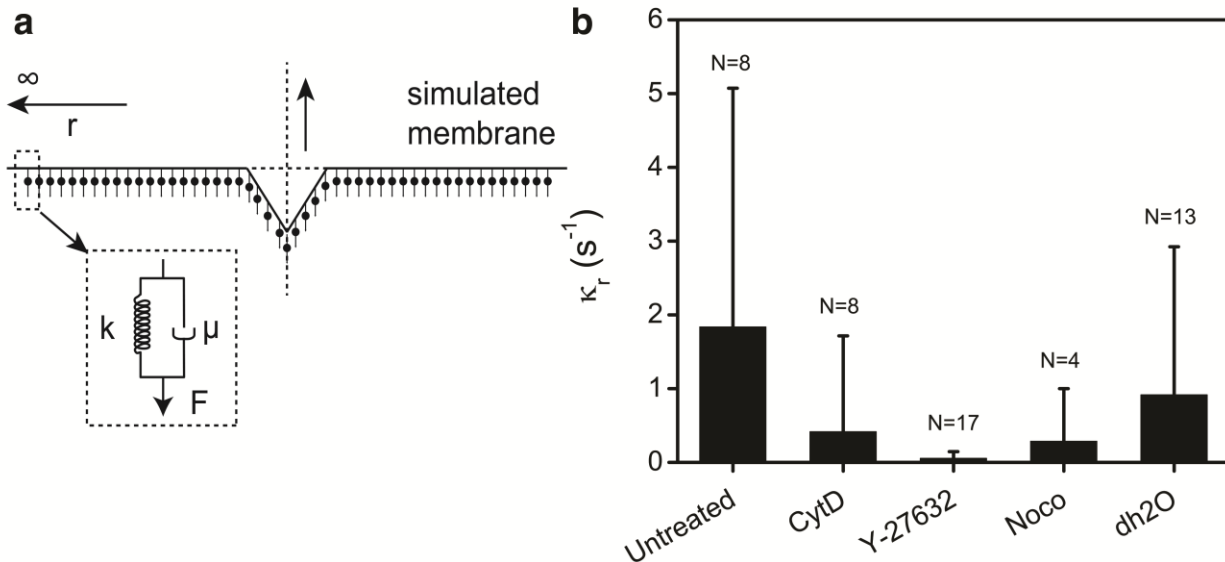 a
∞
r
simulated
membrane
k
μ
F
b
κr (s-1)
6
5
4
3
2
1
0
N=8
N=8
N=17
N=4
N=13
Untreated
CytD
Y-27632
Noco
dh2O